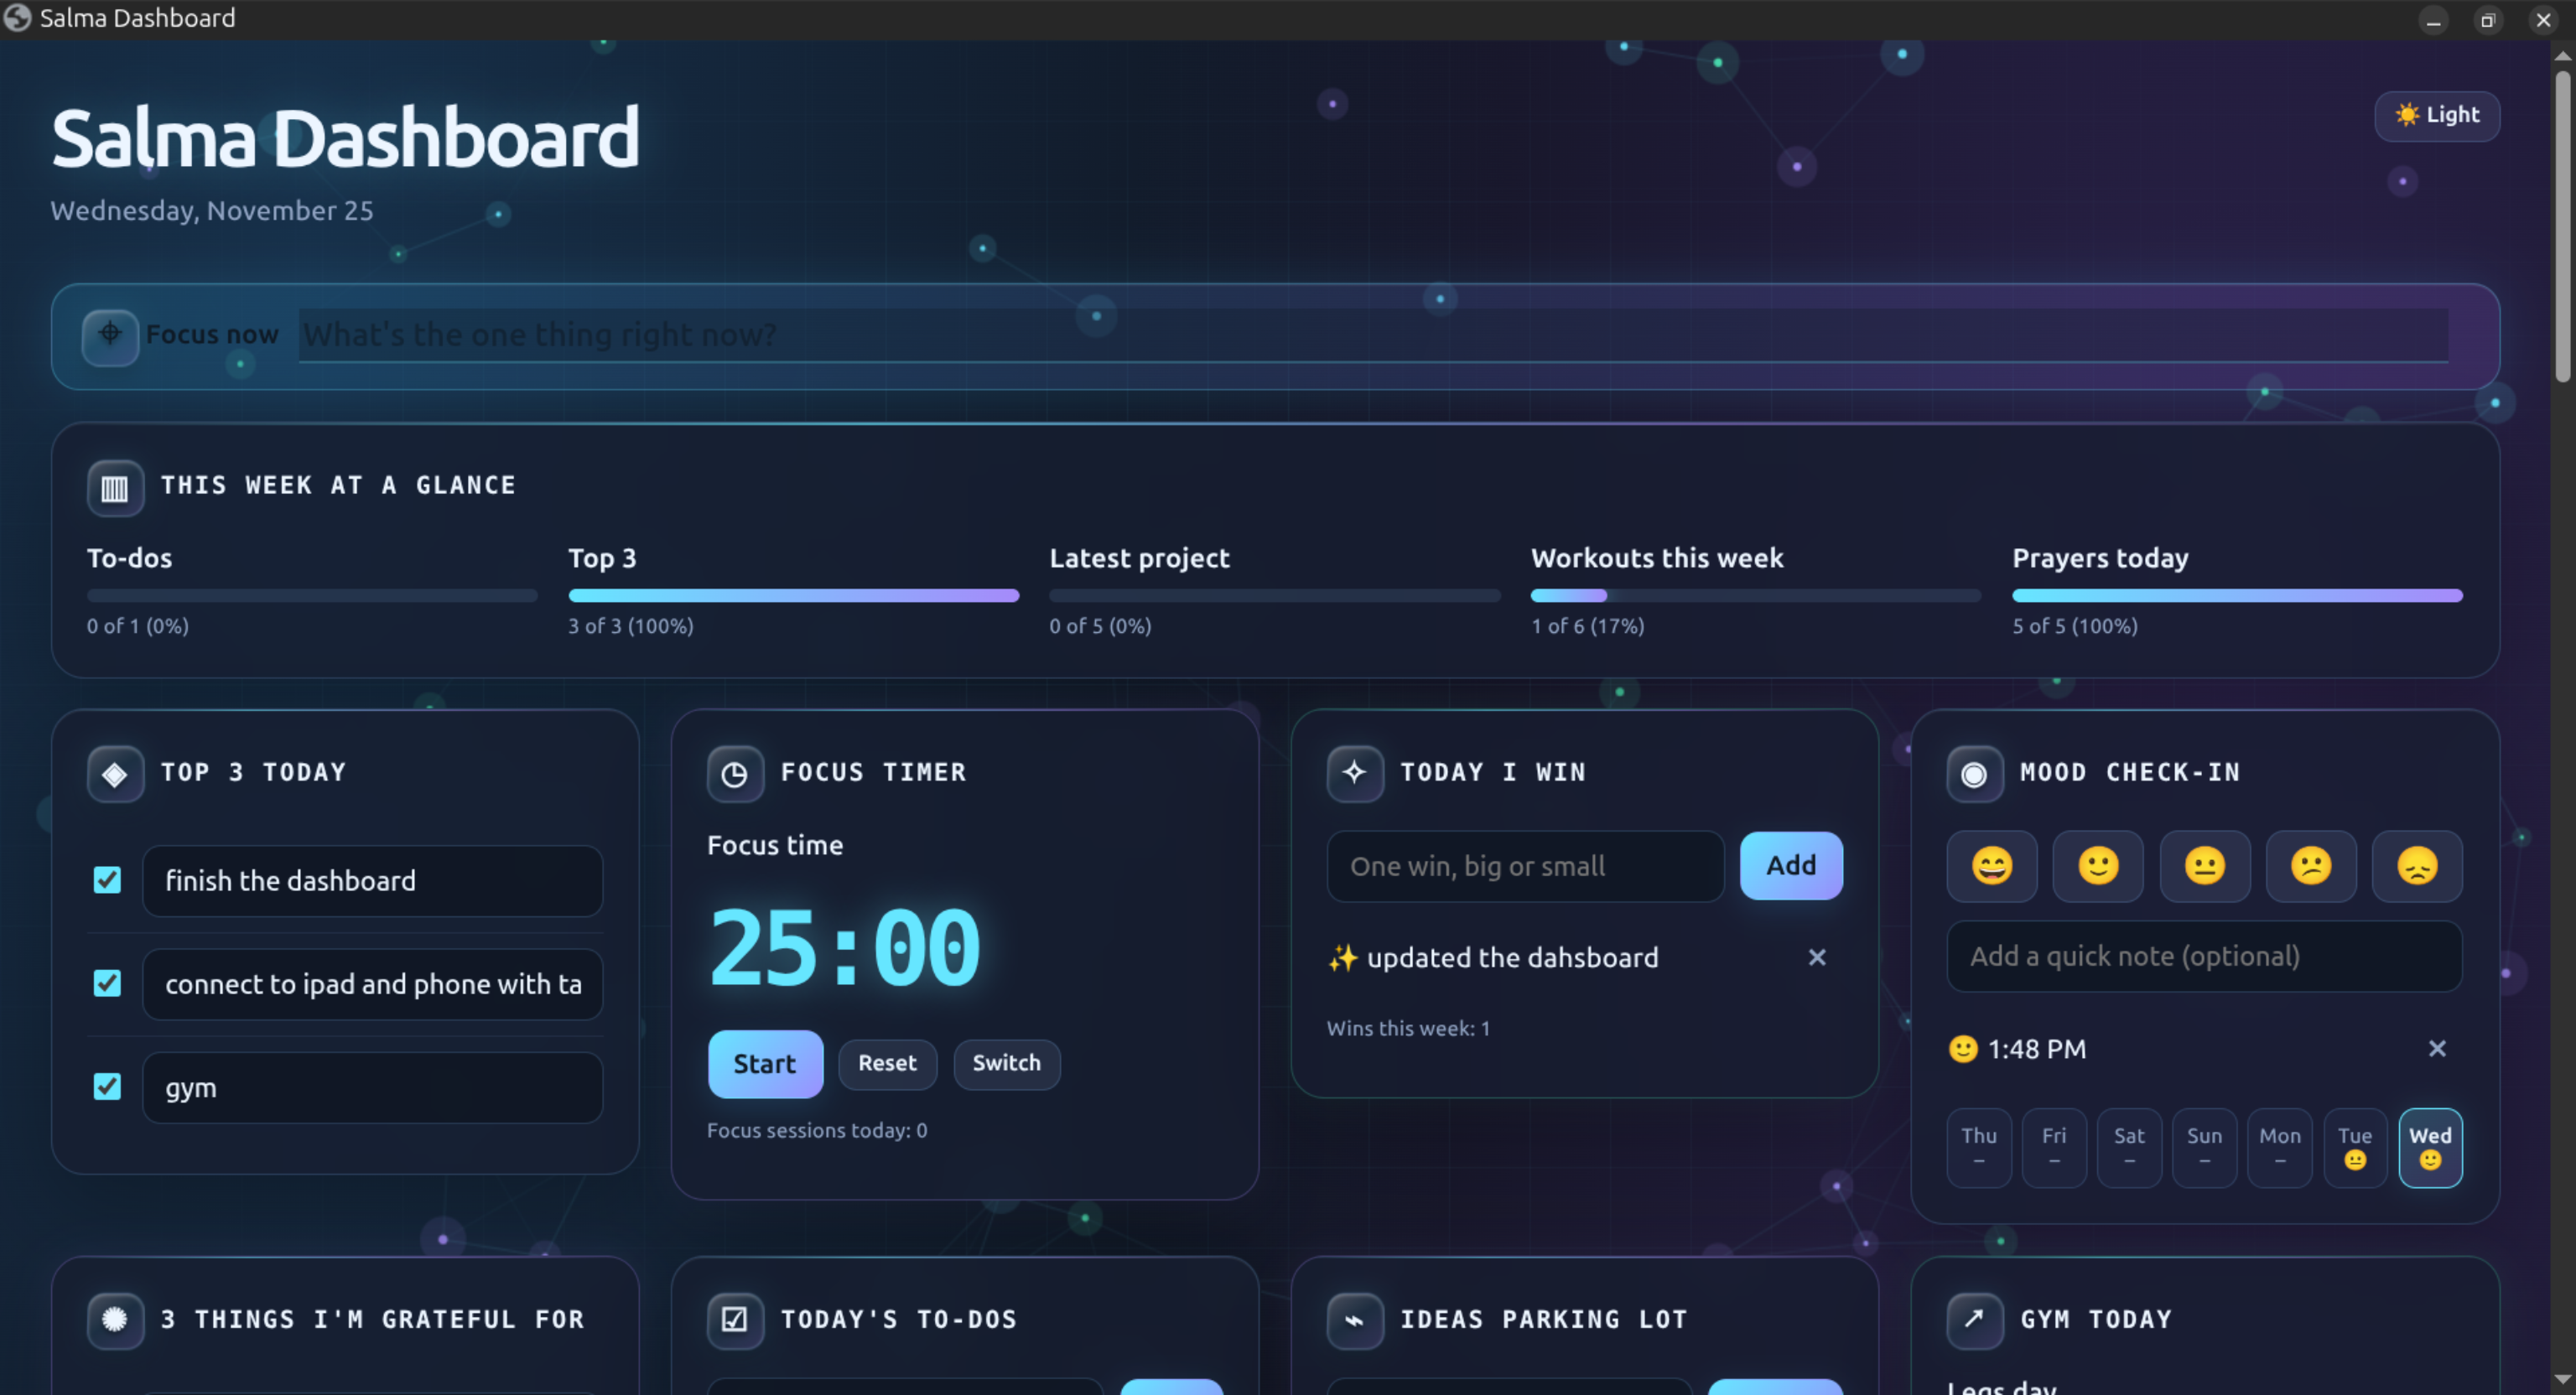 Salma Dashboard
Salma Dashboard
☀️ Light
Wednesday, November 25
Focus now What's the one thing right now?
THIS WEEK AT A GLANCE
To-dos Top 3 Latest project Workouts this week Prayers today
0 of 1 (0%) 3 of 3 (100%) 0 of 5 (0%) 1 of 6 (17%) 5 of 5 (100%)
TOP 3 TODAY
finish the dashboard
connect to ipad and phone with ta
gym
FOCUS TIMER
Focus time
25:00
Start Reset Switch
Focus sessions today: 0
TODAY I WIN
One win, big or small Add
✨ updated the dahsboard ✕
Wins this week: 1
MOOD CHECK-IN
😄 🙂 😐 😕 😞
Add a quick note (optional)
🙂 1:48 PM ✕
Thu Fri Sat Sun Mon Tue Wed
– – – – – 😐 🙂
3 THINGS I'M GRATEFUL FOR
TODAY'S TO-DOS
IDEAS PARKING LOT
GYM TODAY
Legs day